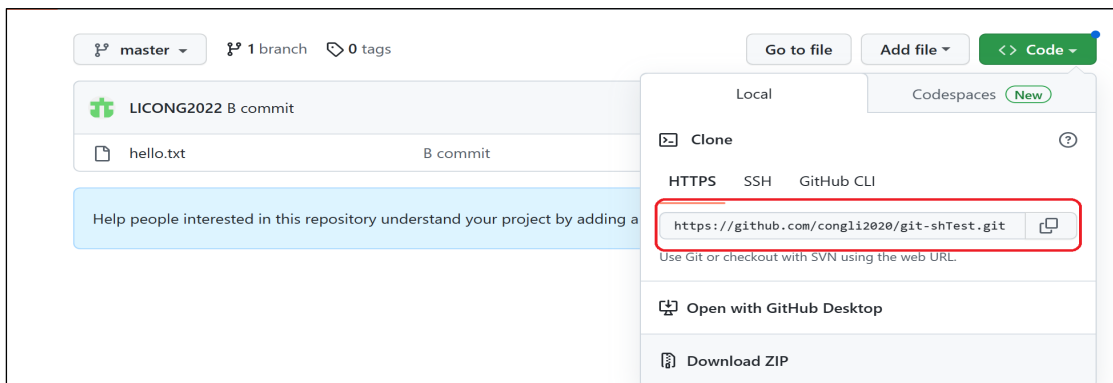 master 1 branch 0 tags Go to file Add file <> Code
Local Codespaces New
LICONG2022 B commit
Clone
hello.txt B commit
HTTPS SSH GitHub CLI
Help people interested in this repository understand your project by adding a
https://github.com/congli2020/git-shTest.git
Use Git or checkout with SVN using the web URL.
Open with GitHub Desktop
Download ZIP